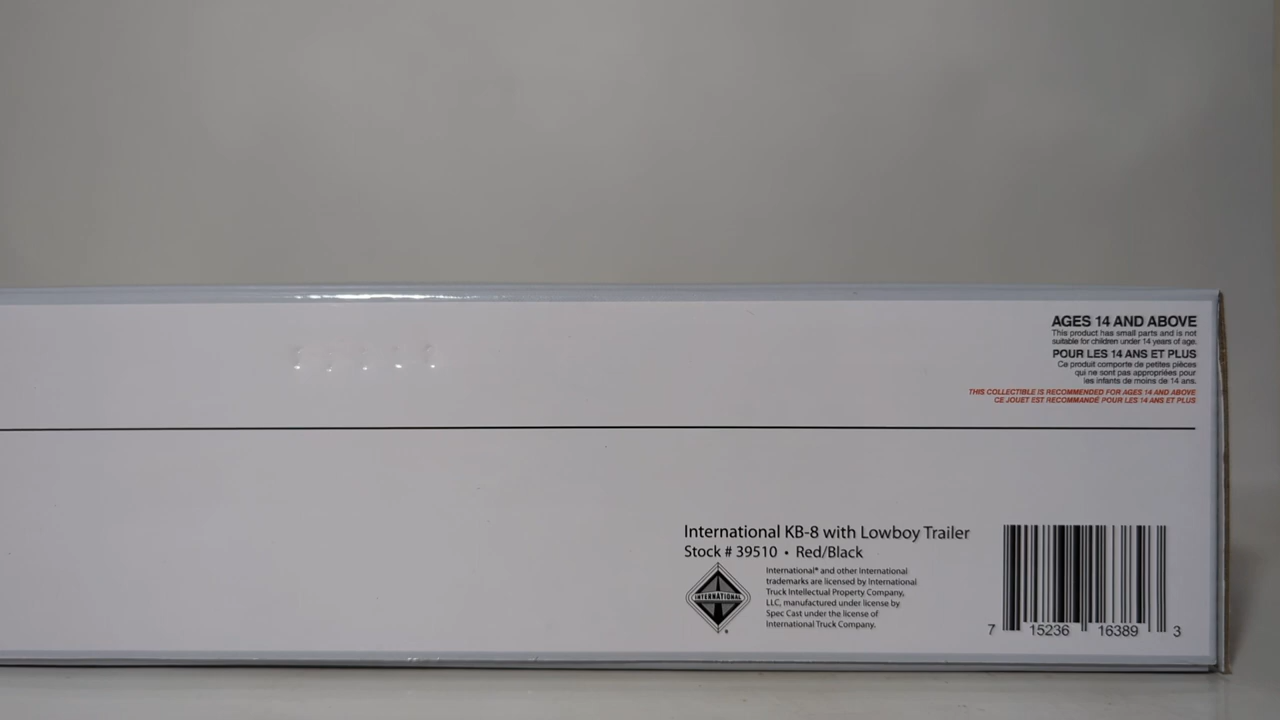 AGES 14 AND ABOVE
This product has small parts and is not
suitable for children under 14 years of age.
POUR LES 14 ANS ET PLUS
Ce produit comporte de petites pièces
qui ne sont pas appropriées pour
les infants de moins de 14 ans.
THIS COLLECTIBLE IS RECOMMENDED FOR AGES 14 AND ABOVE
CE JOUET EST RECOMMANDÉ POUR LES 14 ANS ET PLUS
International KB-8 with Lowboy Trailer
Stock # 39510 • Red/Black
INTERNATIONAL
®
International® and other International
trademarks are licensed by International
Truck Intellectual Property Company,
LLC, manufactured under license by
Spec Cast under the license of
International Truck Company.
7 15236 16389 3